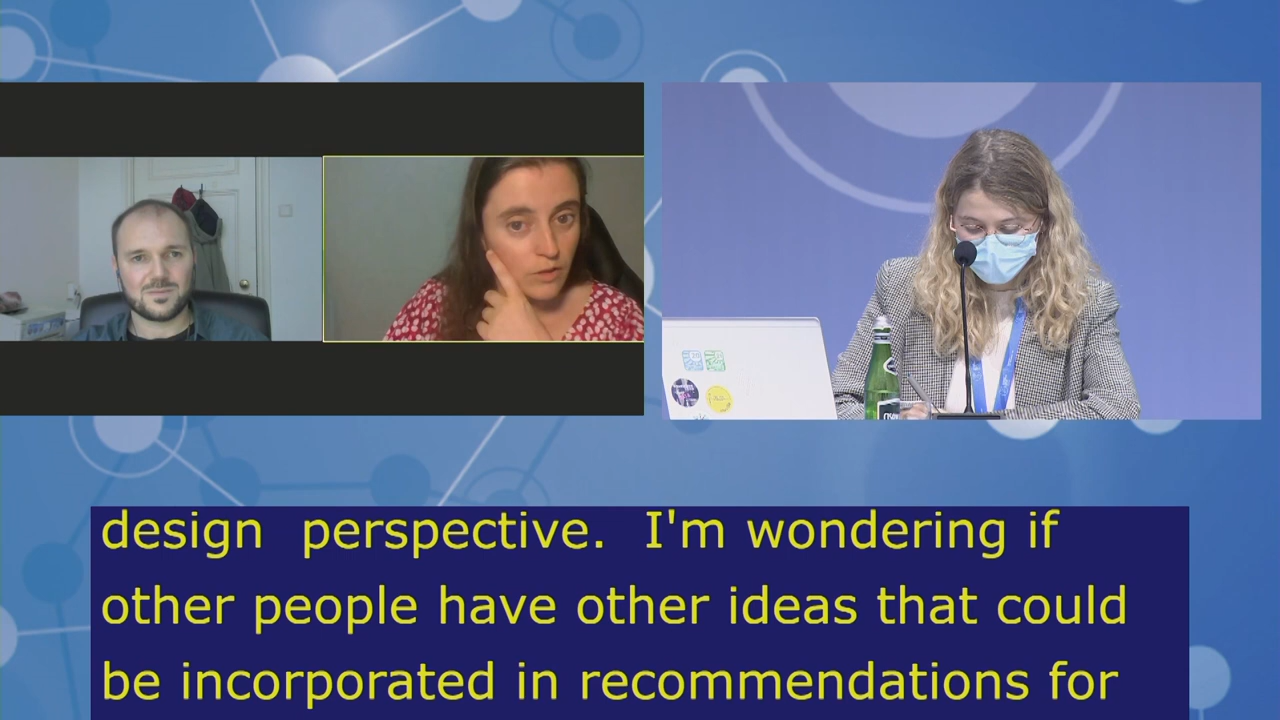 design perspective. I'm wondering if
other people have other ideas that could
be incorporated in recommendations for